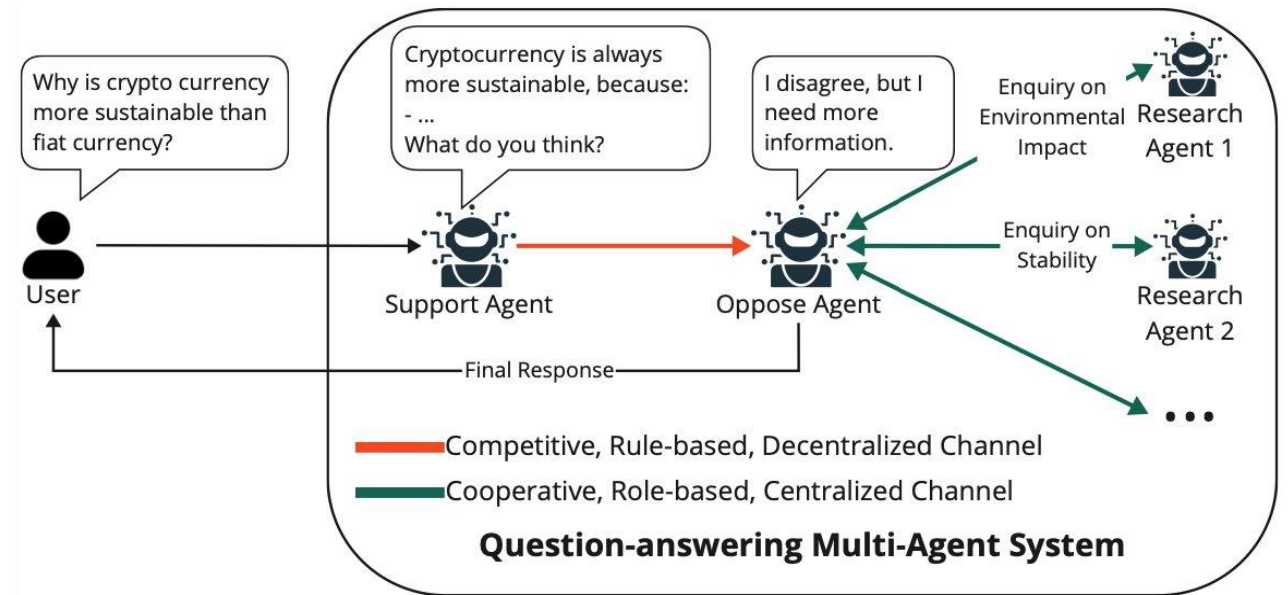 Why is crypto currency
more sustainable than
fiat currency?
Cryptocurrency is always
more sustainable, because:
- ...
What do you think?
I disagree, but I
need more
information.
Enquiry on
Environmental
Impact
Research
Agent 1
Enquiry on
Stability
Research
Agent 2
User
Support Agent
Oppose Agent
Final Response
...
Competitive, Rule-based, Decentralized Channel
Cooperative, Role-based, Centralized Channel
Question-answering Multi-Agent System